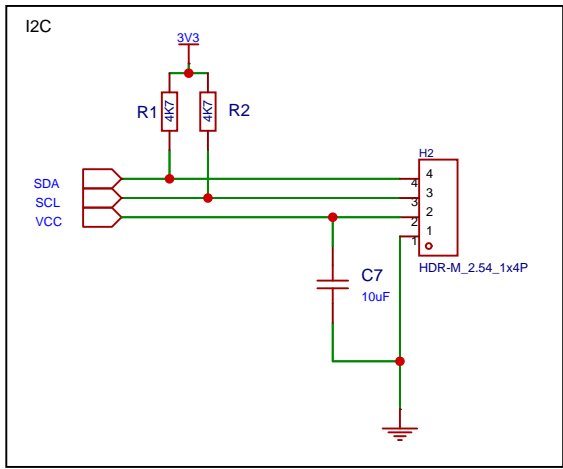 I2C
3V3
R1
4K7
4K7
R2
H2
SDA
SCL
VCC
4
3
2
1
4
3
2
1
HDR-M_2.54_1x4P
C7
10uF